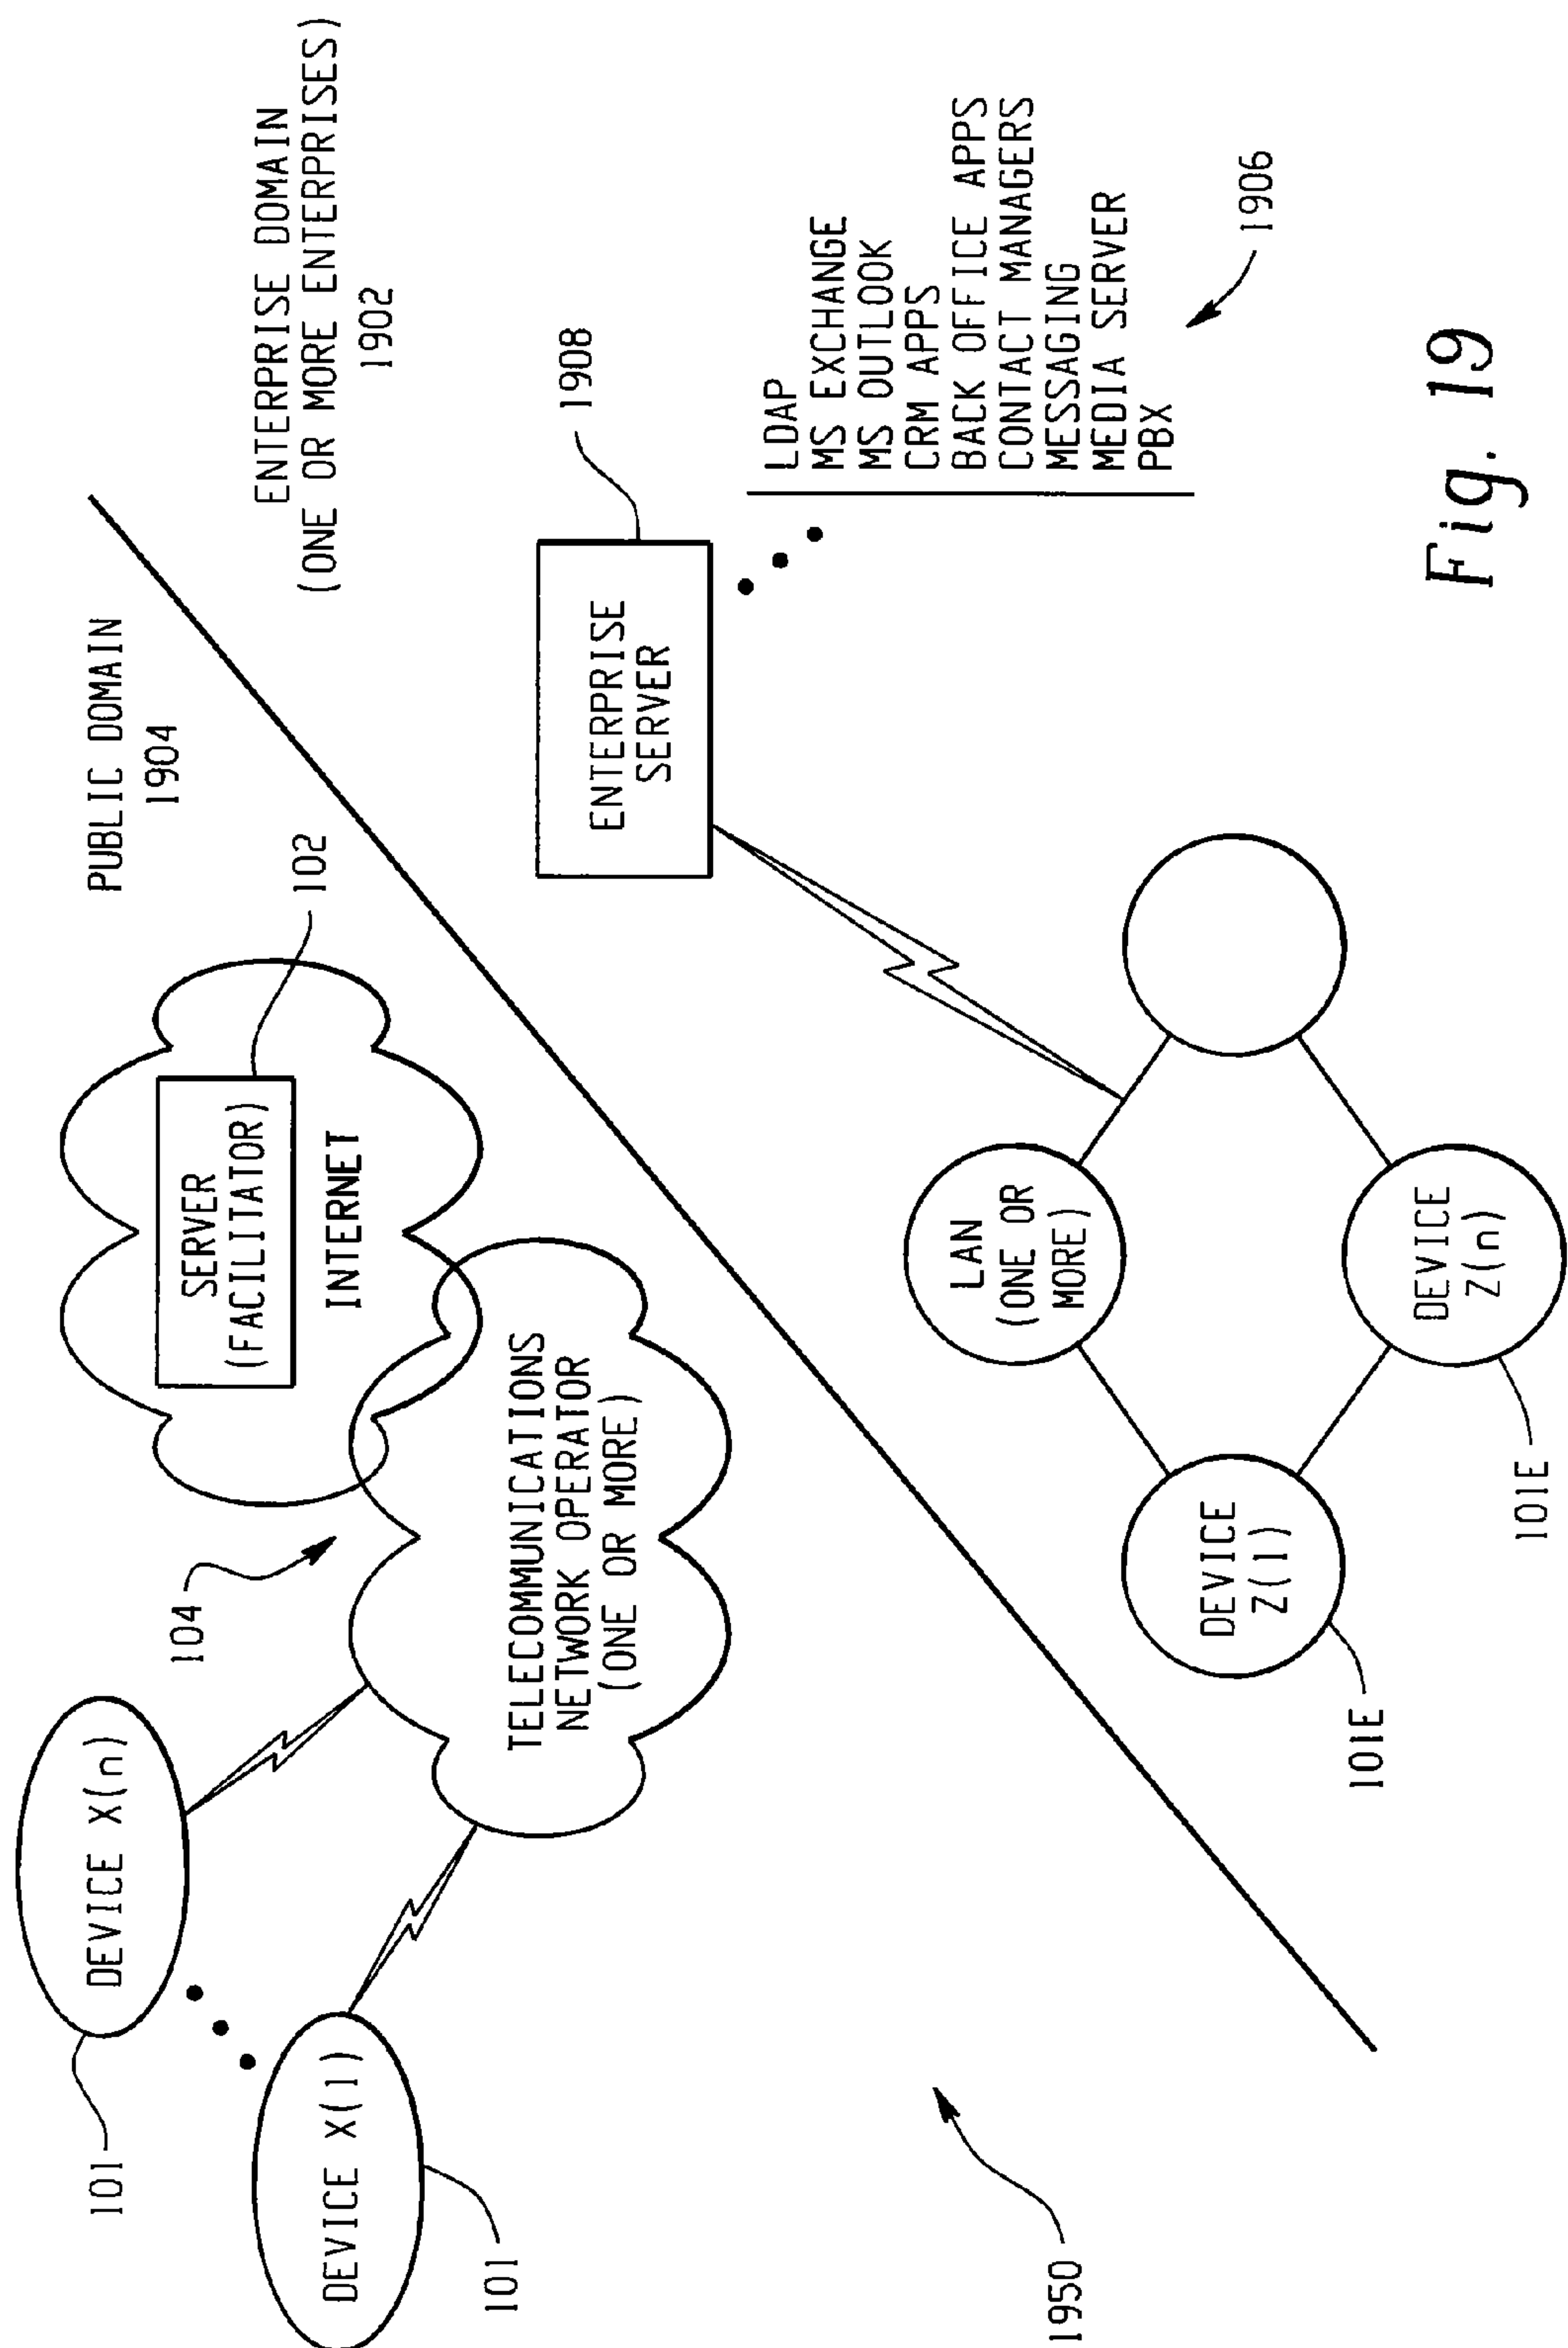 PUBLIC DOMAIN
1904
ENTERPRISE DOMAIN
(ONE OR MORE ENTERPRISES)
1902
101
DEVICE X(n)
DEVICE X(1)
101
104
SERVER
(FACILITATOR)
INTERNET
102
TELECOMMUNICATIONS
NETWORK OPERATOR
(ONE OR MORE)
1908
ENTERPRISE
SERVER
LDAP
MS EXCHANGE
MS OUTLOOK
CRM APPS
BACK OFFICE APPS
CONTACT MANAGERS
MESSAGING
MEDIA SERVER
PBX
1906
1950
LAN
(ONE OR
MORE)
DEVICE
Z(1)
101E
DEVICE
Z(n)
101E
Fig. 19